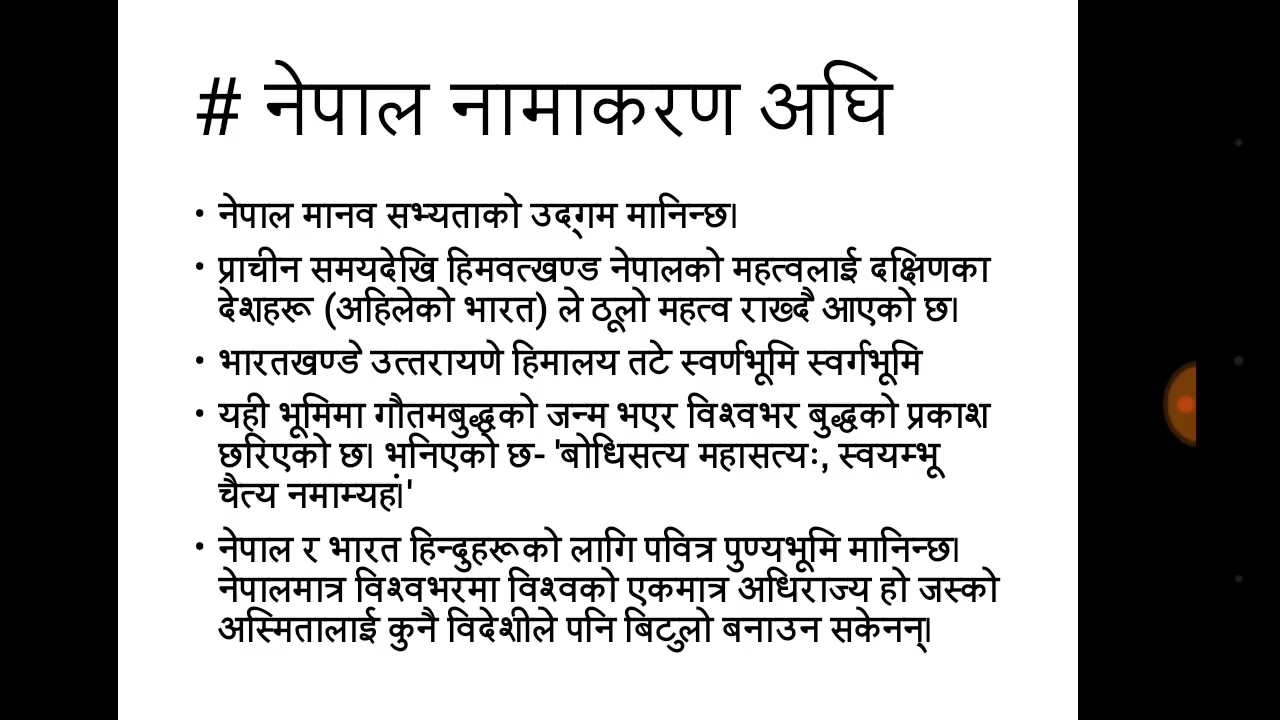 # नेपाल नामाकरण अघि
• नेपाल मानव सभ्यताको उद्गम मानिन्छ।
• प्राचीन समयदेखि हिमवत्खण्ड नेपालको महत्वलाई दक्षिणका
देशहरू (अहिलेको भारत) ले ठूलो महत्व राख्दै आएको छ।
• भारतखण्डे उत्तरायणे हिमालय तटे स्वर्णभूमि स्वर्गभूमि
• यही भूमिमा गौतमबुद्धको जन्म भएर विश्वभर बुद्धको प्रकाश
छरिएको छ। भनिएको छ- 'बोधिसत्य महासत्यः, स्वयम्भू
चैत्य नमाम्यहं।'
• नेपाल र भारत हिन्दुहरूको लागि पवित्र पुण्यभूमि मानिन्छ।
नेपालमात्र विश्वभरमा विश्वको एकमात्र अधिराज्य हो जस्को
अस्मितालाई कुनै विदेशीले पनि बिटुलो बनाउन सकेनन्।